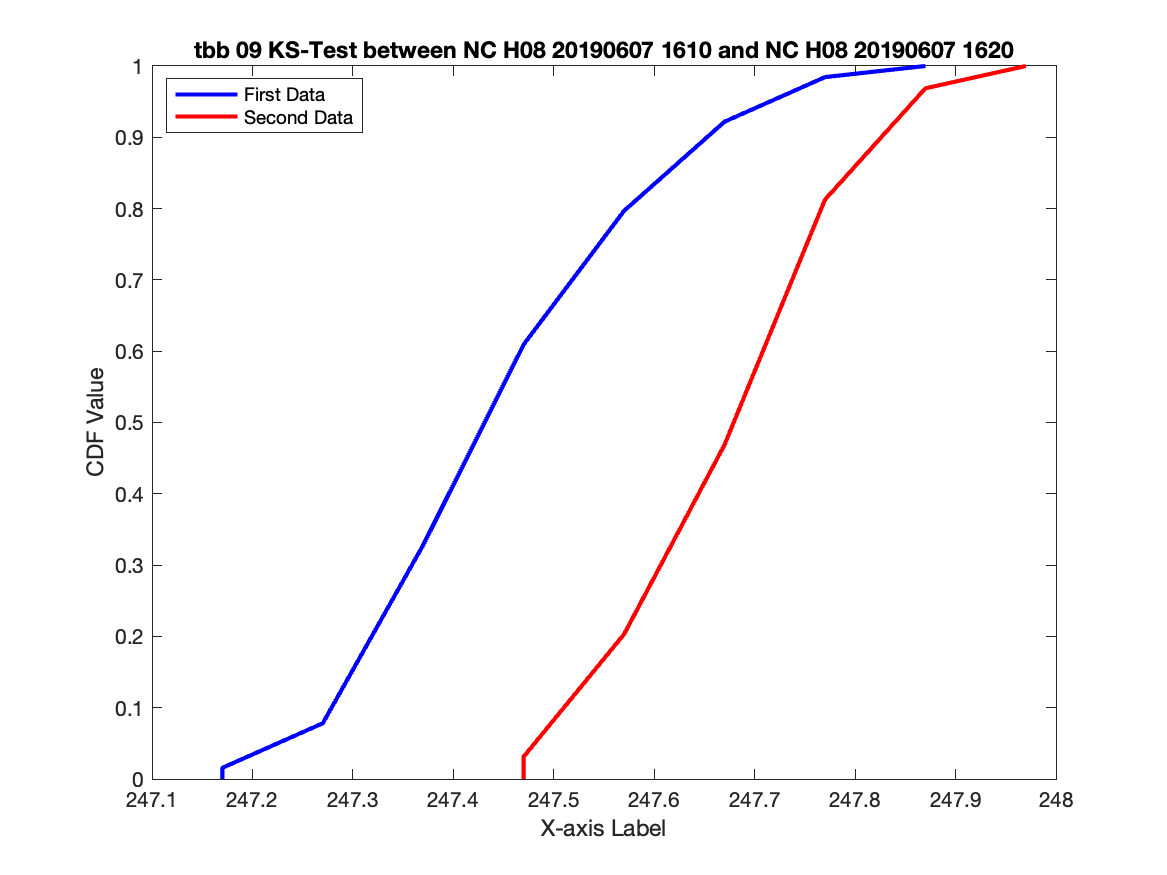 tbb 09 KS-Test between NC H08 20190607 1610 and NC H08 20190607 1620
First Data
Second Data
CDF Value
1
0.9
0.8
0.7
0.6
0.5
0.4
0.3
0.2
0.1
0
247.1 247.2 247.3 247.4 247.5 247.6 247.7 247.8 247.9 248
X-axis Label